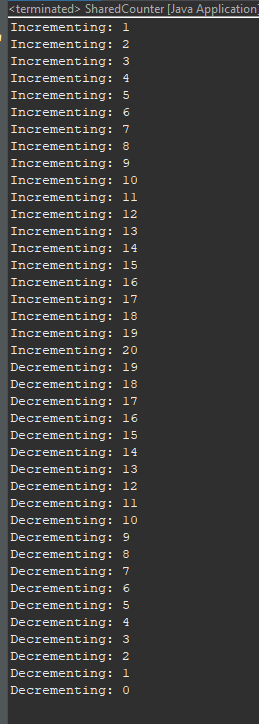 <terminated> SharedCounter [Java Application]
Incrementing: 1
Incrementing: 2
Incrementing: 3
Incrementing: 4
Incrementing: 5
Incrementing: 6
Incrementing: 7
Incrementing: 8
Incrementing: 9
Incrementing: 10
Incrementing: 11
Incrementing: 12
Incrementing: 13
Incrementing: 14
Incrementing: 15
Incrementing: 16
Incrementing: 17
Incrementing: 18
Incrementing: 19
Incrementing: 20
Decrementing: 19
Decrementing: 18
Decrementing: 17
Decrementing: 16
Decrementing: 15
Decrementing: 14
Decrementing: 13
Decrementing: 12
Decrementing: 11
Decrementing: 10
Decrementing: 9
Decrementing: 8
Decrementing: 7
Decrementing: 6
Decrementing: 5
Decrementing: 4
Decrementing: 3
Decrementing: 2
Decrementing: 1
Decrementing: 0